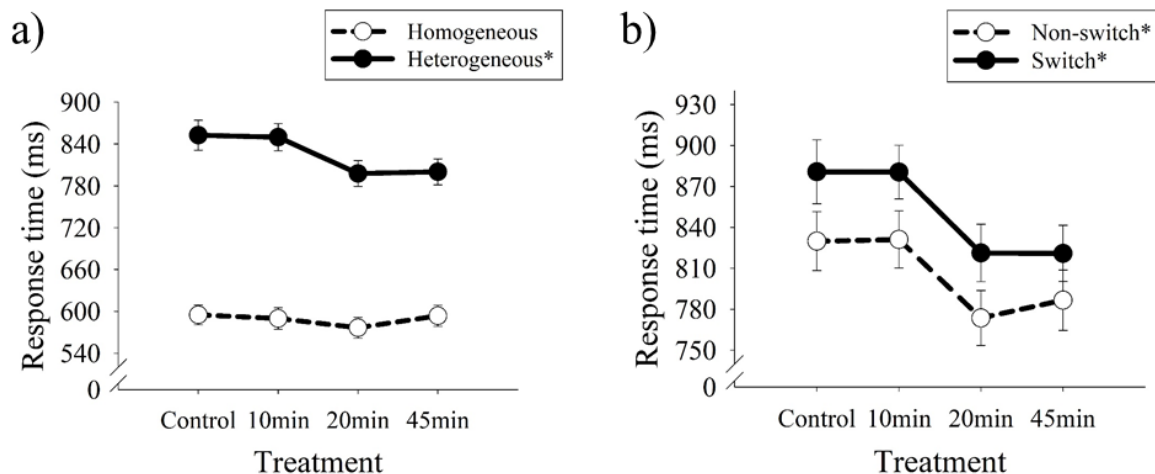 a)
Homogeneous
Heterogeneous*
Response time (ms)
900
840
780
720
660
600
540
0
Control 10min 20min 45min
Treatment
b)
Non-switch*
Switch*
Response time (ms)
930
900
870
840
810
780
750
0
Control 10min 20min 45min
Treatment